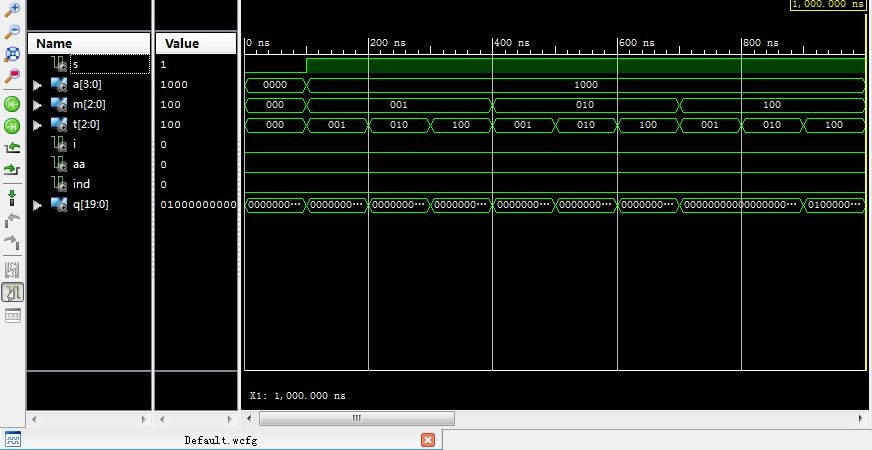 1,000.000 ns
Name Value
0 ns 200 ns 400 ns 600 ns 800 ns
s 1
a[3:0] 1000 0000 1000
m[2:0] 100 000 001 010 100
t[2:0] 100 000 001 010 100 001 010 100 001 010 100
i 0
aa 0
ind 0
q[19:0] 01000000000 0000000··· 0000000··· 0000000··· 0000000··· 0000000··· 0000000··· 0000000··· 00000000000000000··· 0100000···
X1: 1,000.000 ns
Default.wcfg